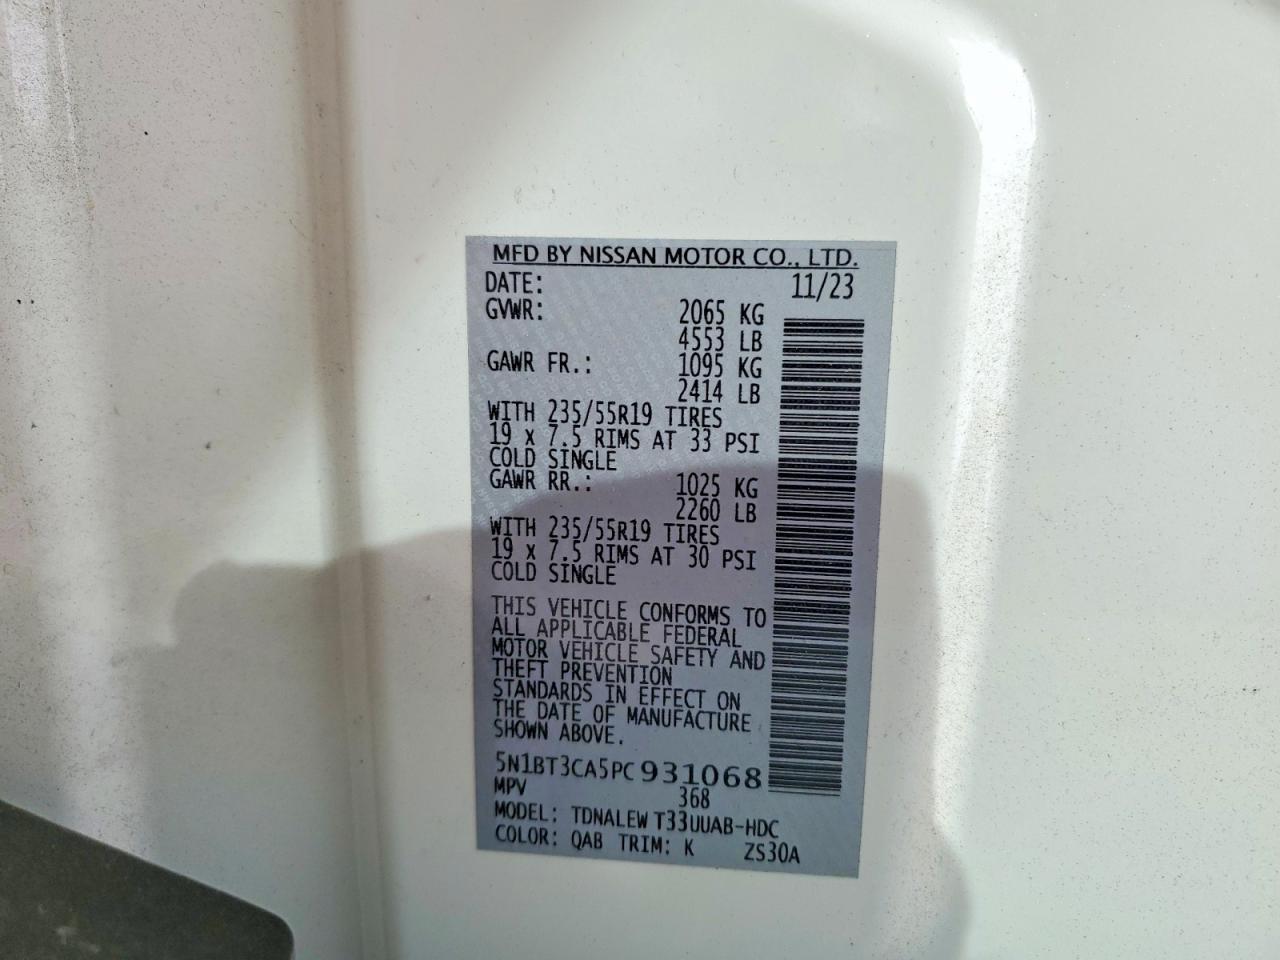 MFD BY NISSAN MOTOR CO., LTD.
DATE: 11/23
GVWR: 2065 KG
4553 LB
GAWR FR.: 1095 KG
2414 LB
WITH 235/55R19 TIRES
19 x 7.5 RIMS AT 33 PSI
COLD SINGLE
GAWR RR.: 1025 KG
2260 LB
WITH 235/55R19 TIRES
19 x 7.5 RIMS AT 30 PSI
COLD SINGLE
THIS VEHICLE CONFORMS TO
ALL APPLICABLE FEDERAL
MOTOR VEHICLE SAFETY AND
THEFT PREVENTION
STANDARDS IN EFFECT ON
THE DATE OF MANUFACTURE
SHOWN ABOVE.
5N1BT3CA5PC931068
MPV 368
MODEL: TDNALEW T33UUAB-HDC
COLOR: QAB TRIM: K ZS30A